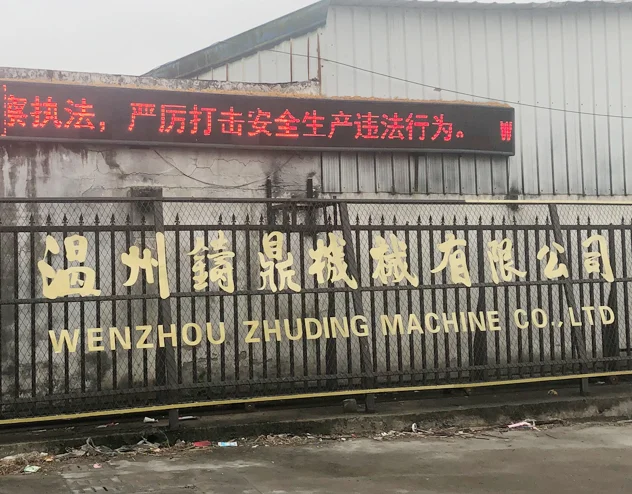 察执法，严厉打击安全生产违法行为。 W
温州鑄鼎機械有限公司
WENZHOU ZHUDING MACHINE CO.,LTD